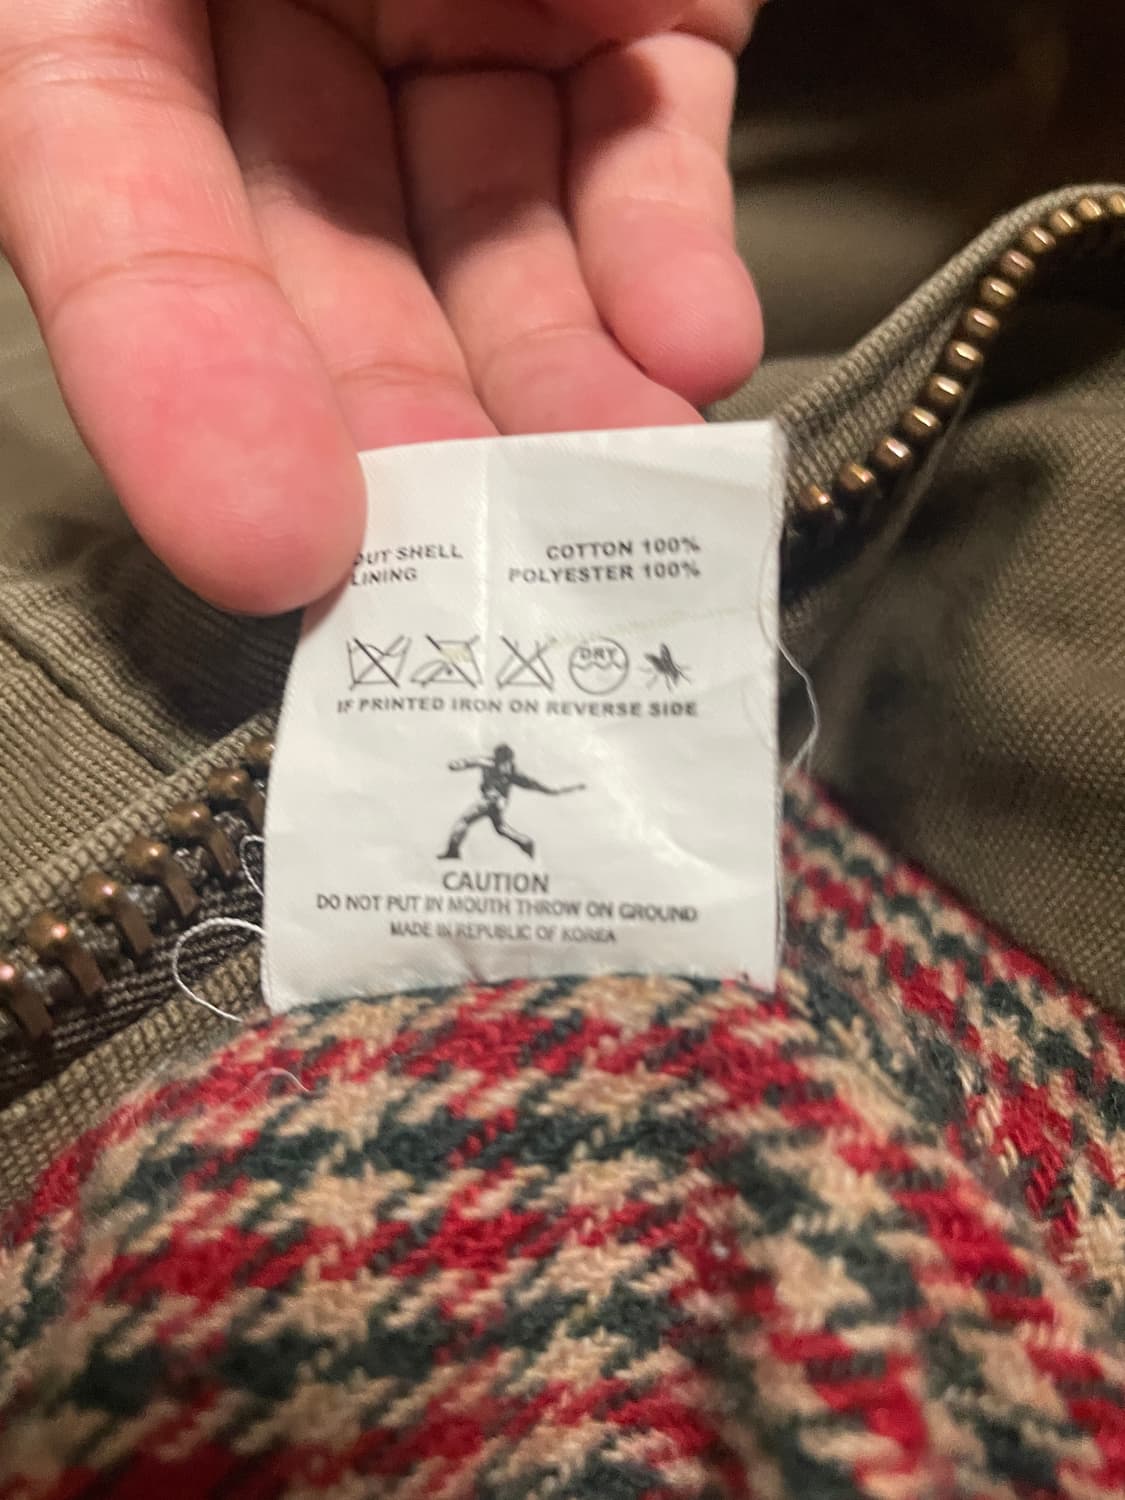 OUT SHELL COTTON 100%
LINING POLYESTER 100%
DRY
IF PRINTED IRON ON REVERSE SIDE
CAUTION
DO NOT PUT IN MOUTH THROW ON GROUND
MADE IN REPUBLIC OF KOREA